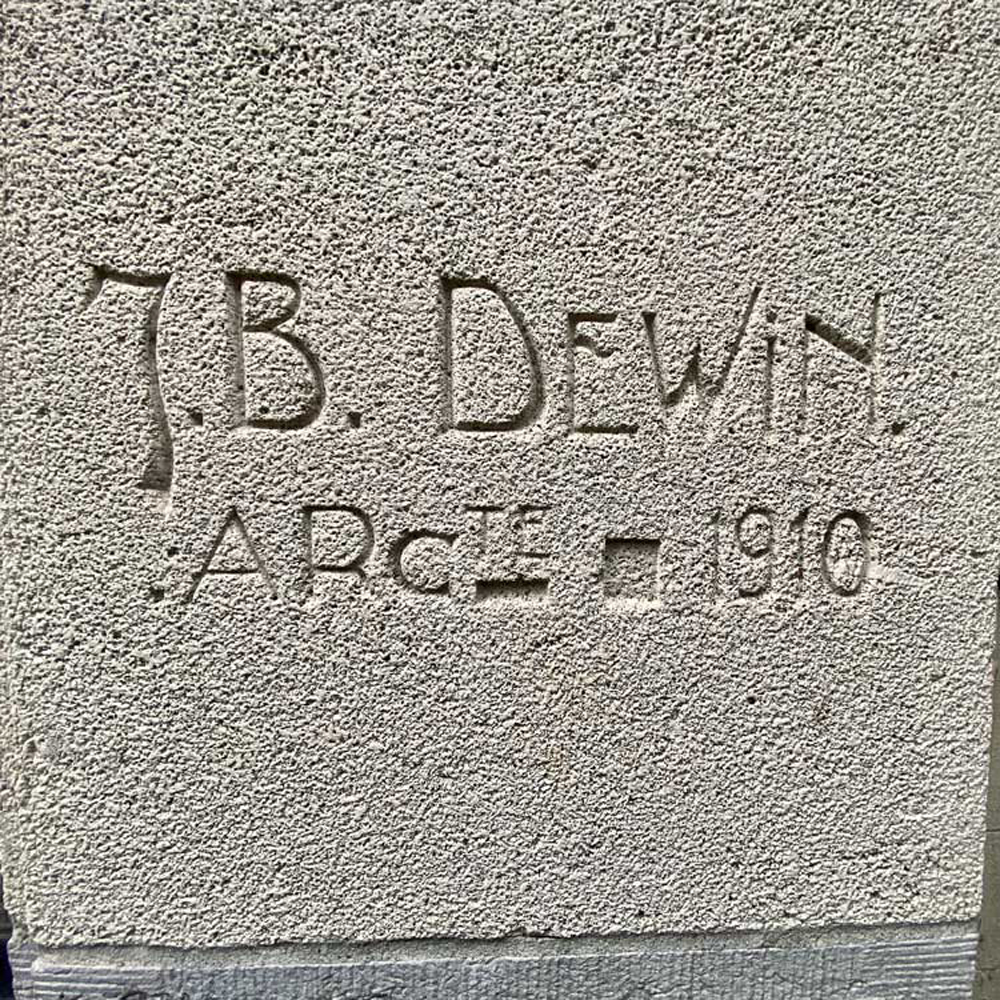 J.B. DEWiN.
ARCTE ▪ 1910